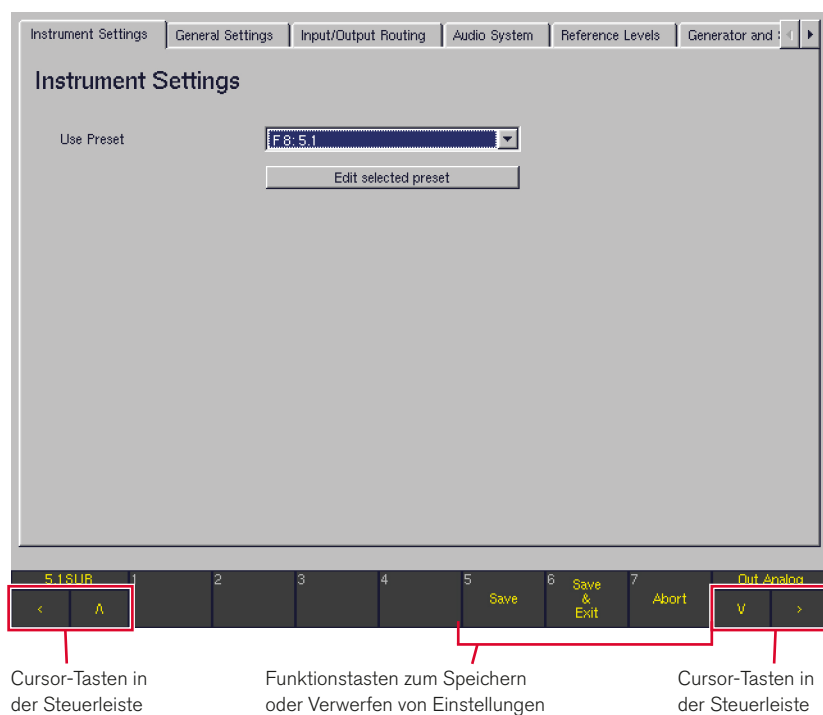 Instrument Settings General Settings Input/Output Routing Audio System Reference Levels Generator and
Instrument Settings
Use Preset F 8: 5.1
Edit selected preset
5.1SUB 1 2 3 4 5 6 7 Out Analog
< Λ Save Save & Exit Abort V >
Cursor-Tasten in der Steuerleiste
Funktionstasten zum Speichern oder Verwerfen von Einstellungen
Cursor-Tasten in der Steuerleiste